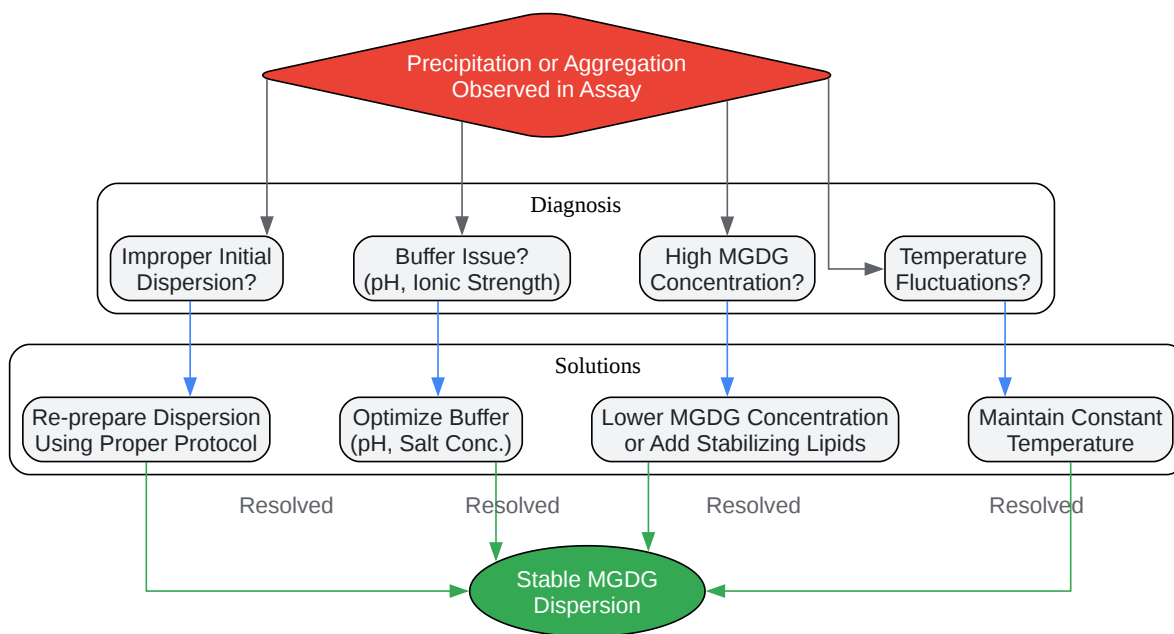 Precipitation or Aggregation
Observed in Assay
Diagnosis
Improper Initial
Dispersion?
Buffer Issue?
(pH, Ionic Strength)
High MGDG
Concentration?
Temperature
Fluctuations?
Solutions
Re-prepare Dispersion
Using Proper Protocol
Optimize Buffer
(pH, Salt Conc.)
Lower MGDG Concentration
or Add Stabilizing Lipids
Maintain Constant
Temperature
Resolved
Resolved
Resolved
Resolved
Stable MGDG
Dispersion